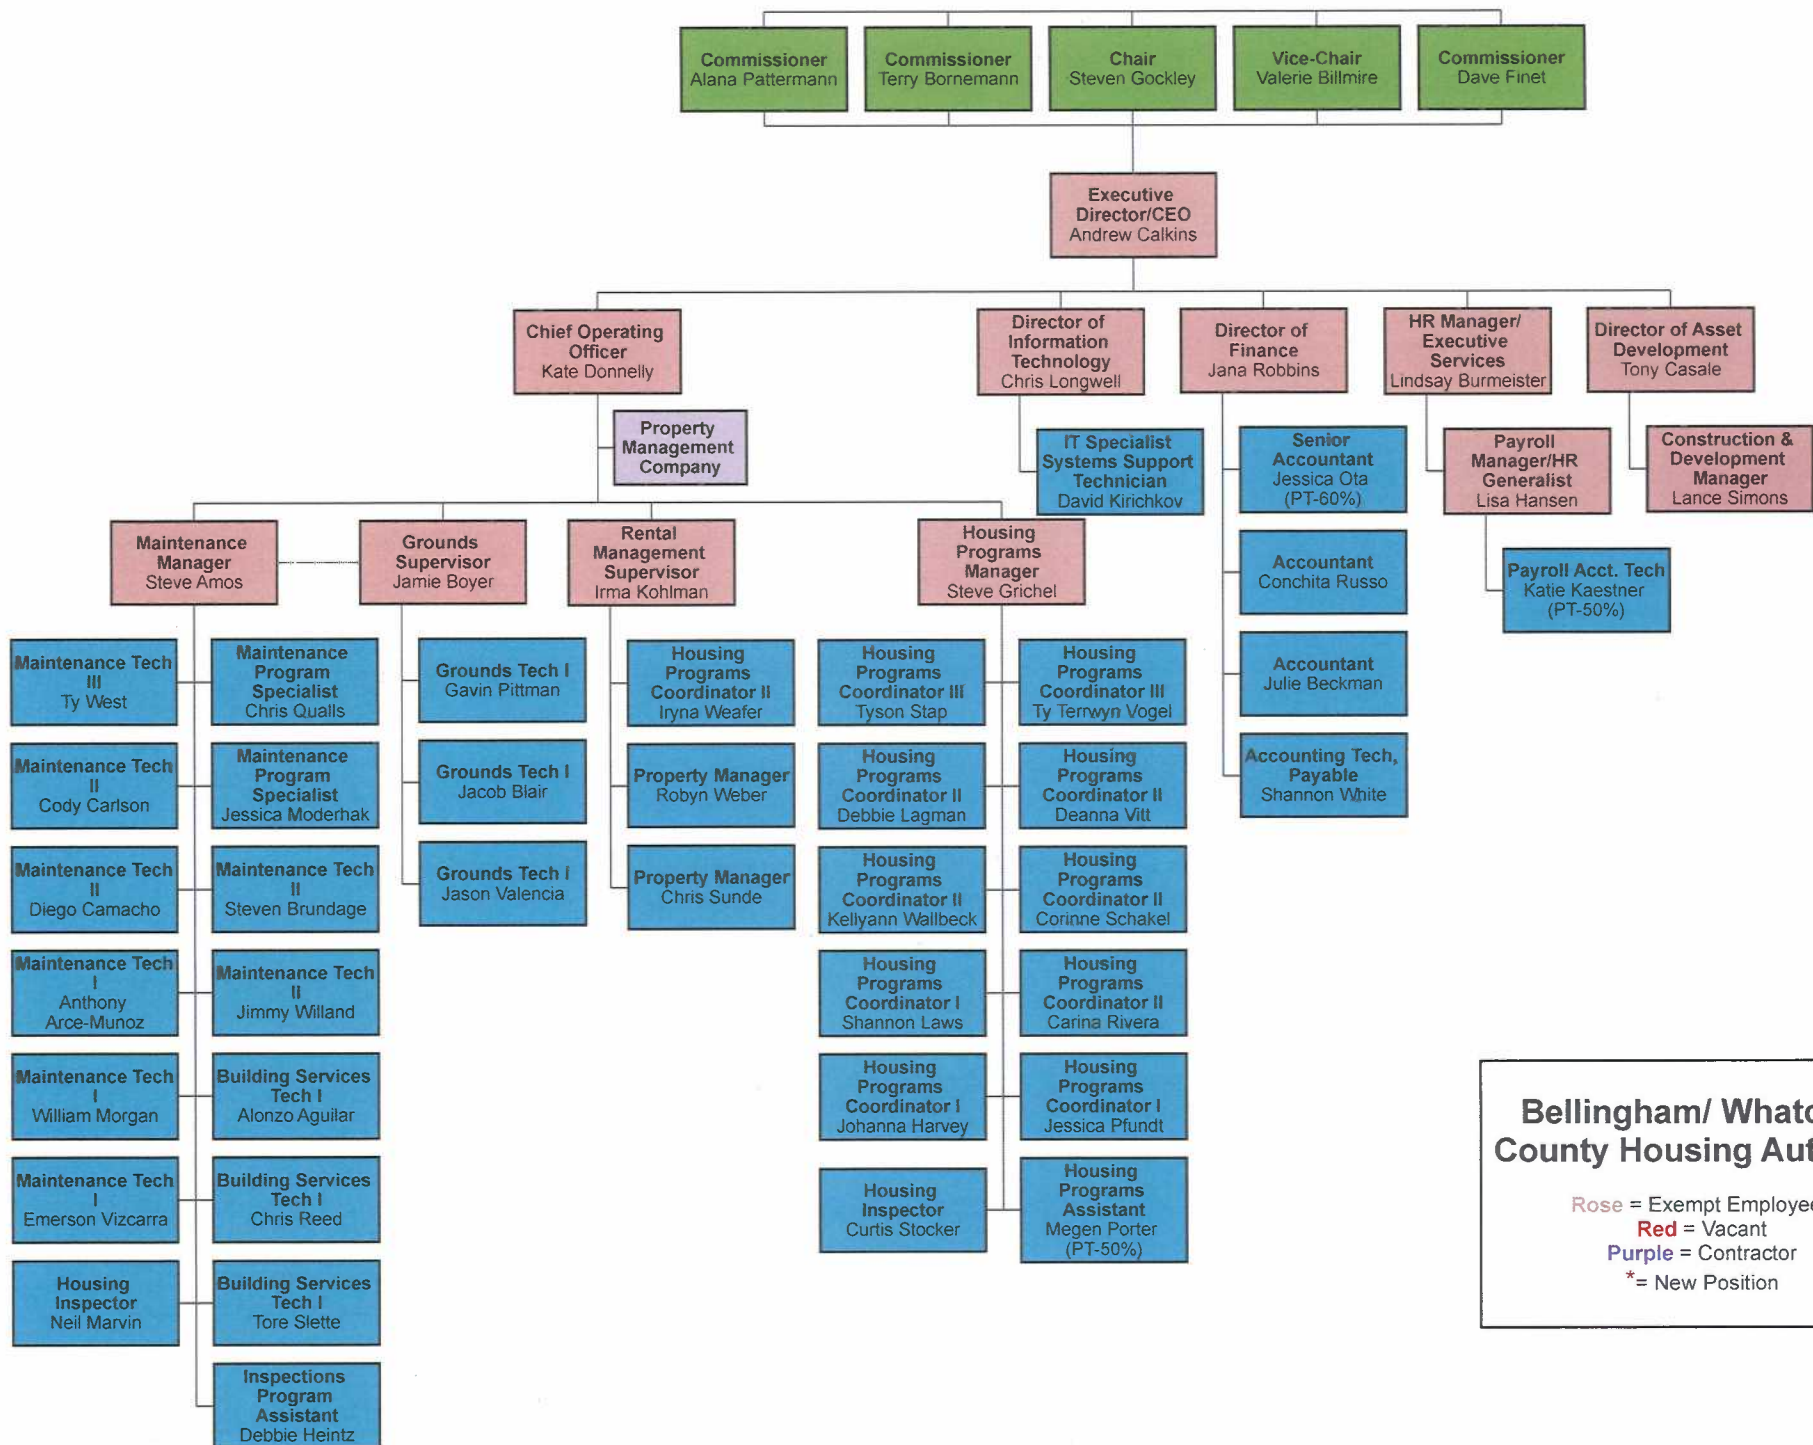 Commissioner
Alana Pattermann
Commissioner
Terry Bornemann
Chair
Steven Gockley
Vice-Chair
Valerie Billmire
Commissioner
Dave Finet
Executive
Director/CEO
Andrew Calkins
Chief Operating
Officer
Kate Donnelly
Director of
Information
Technology
Chris Longwell
Director of
Finance
Jana Robbins
HR Manager/
Executive
Services
Lindsay Burmeister
Director of Asset
Development
Tony Casale
Property
Management
Company
IT Specialist
Systems Support
Technician
David Kirichkov
Senior
Accountant
Jessica Ota
(PT-60%)
Payroll
Manager/HR
Generalist
Lisa Hansen
Construction &
Development
Manager
Lance Simons
Accountant
Conchita Russo
Payroll Acct. Tech
Katie Kaestner
(PT-50%)
Accountant
Julie Beckman
Accounting Tech,
Payable
Shannon White
Maintenance
Manager
Steve Amos
Grounds
Supervisor
Jamie Boyer
Rental
Management
Supervisor
Irma Kohlman
Housing
Programs
Manager
Steve Grichel
Maintenance Tech
III
Ty West
Maintenance
Program
Specialist
Chris Qualls
Maintenance Tech
II
Cody Carlson
Maintenance
Program
Specialist
Jessica Moderhak
Maintenance Tech
II
Diego Camacho
Maintenance Tech
II
Steven Brundage
Maintenance Tech
I
Anthony
Arce-Munoz
Maintenance Tech
II
Jimmy Willand
Maintenance Tech
I
William Morgan
Building Services
Tech I
Alonzo Aguilar
Maintenance Tech
I
Emerson Vizcarra
Building Services
Tech I
Chris Reed
Housing
Inspector
Neil Marvin
Building Services
Tech I
Tore Slette
Inspections
Program
Assistant
Debbie Heintz
Grounds Tech I
Gavin Pittman
Grounds Tech I
Jacob Blair
Grounds Tech I
Jason Valencia
Housing
Programs
Coordinator II
Iryna Weafer
Property Manager
Robyn Weber
Property Manager
Chris Sunde
Housing
Programs
Coordinator III
Tyson Stap
Housing
Programs
Coordinator III
Ty Terrwyn Vogel
Housing
Programs
Coordinator II
Debbie Lagman
Housing
Programs
Coordinator II
Deanna Vitt
Housing
Programs
Coordinator II
Kellyann Wallbeck
Housing
Programs
Coordinator II
Corinne Schakel
Housing
Programs
Coordinator I
Shannon Laws
Housing
Programs
Coordinator II
Carina Rivera
Housing
Programs
Coordinator I
Johanna Harvey
Housing
Programs
Coordinator I
Jessica Pfundt
Housing
Inspector
Curtis Stocker
Housing
Programs
Assistant
Megen Porter
(PT-50%)
Bellingham/
County Housing
Rose = Exempt
Red = Vacant
Purple = Contractor
*= New Position